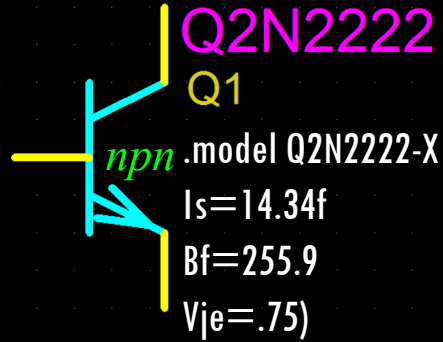 Q2N2222
Q1
npn .model Q2N2222-X
Is=14.34f
Bf=255.9
Vje=.75)